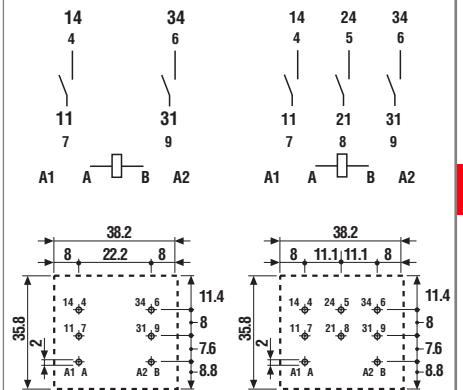 14 34
4 6
11 31
7 9
A1 A B A2
14 24 34
4 5 6
11 21 31
7 8 9
A1 A B A2
38.2
8 22.2 8
35.8
2
14 4 34 6
11 7 31 9
A1 A A2 B
11.4
8
7.6
8.8
38.2
8 11.1 11.1 8
35.8
2
14 4 24 5 34 6
11 7 21 8 31 9
A1 A A2 B
11.4
8
7.6
8.8